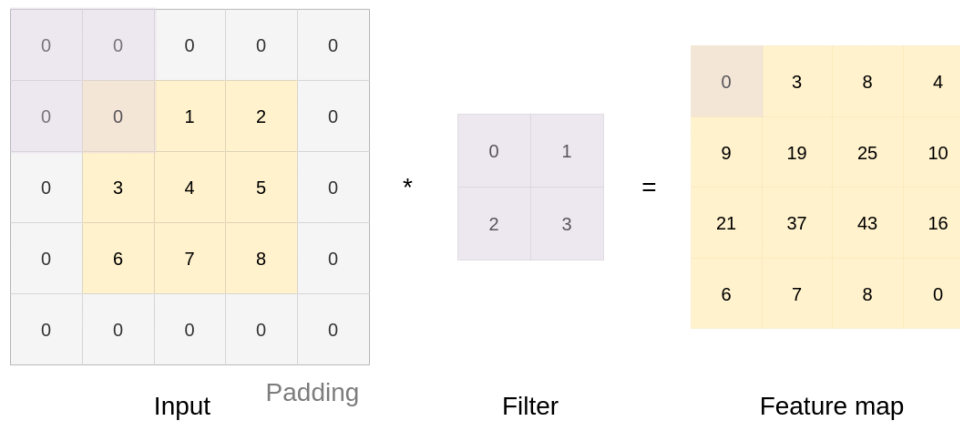 0 0 0 0 0
0 0 1 2 0
0 3 4 5 0
0 6 7 8 0
0 0 0 0 0
*
0 1
2 3
=
0 3 8 4
9 19 25 10
21 37 43 16
6 7 8 0
Padding
Input
Filter
Feature map